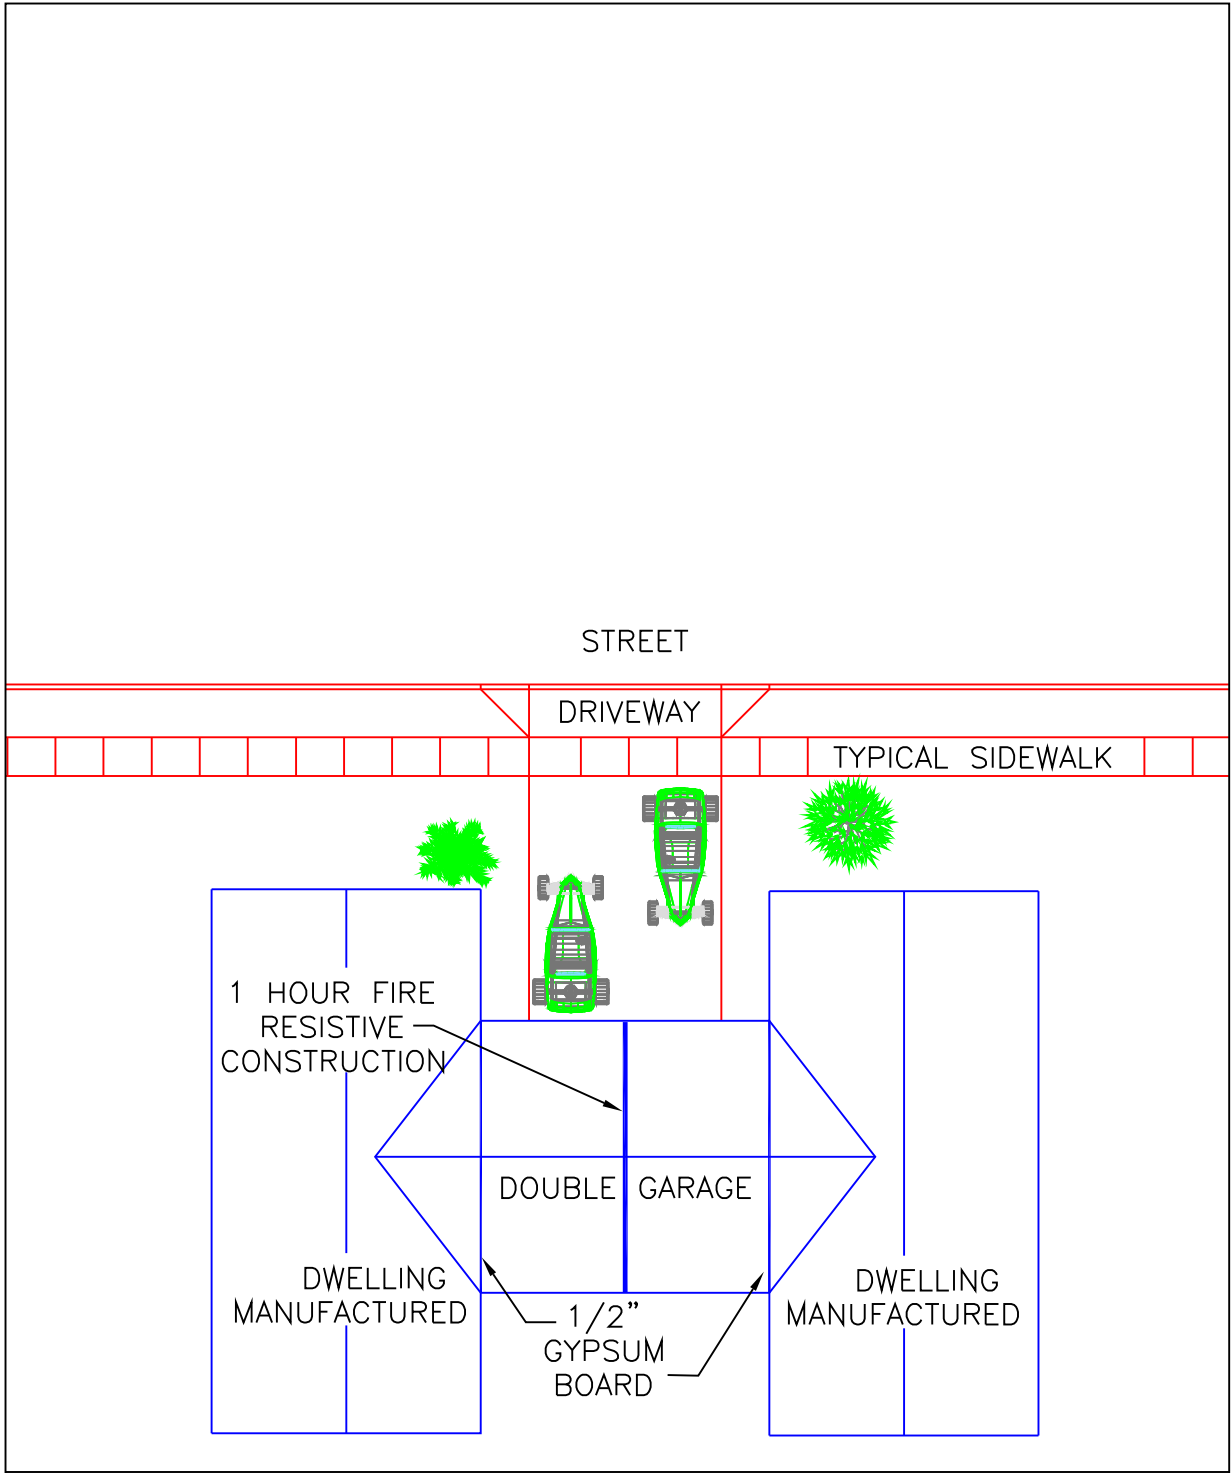 STREET
DRIVEWAY
TYPICAL SIDEWALK
1 HOUR FIRE
RESISTIVE
CONSTRUCTION
DOUBLE GARAGE
DWELLING
MANUFACTURED
DWELLING
MANUFACTURED
1/2"
GYPSUM
BOARD